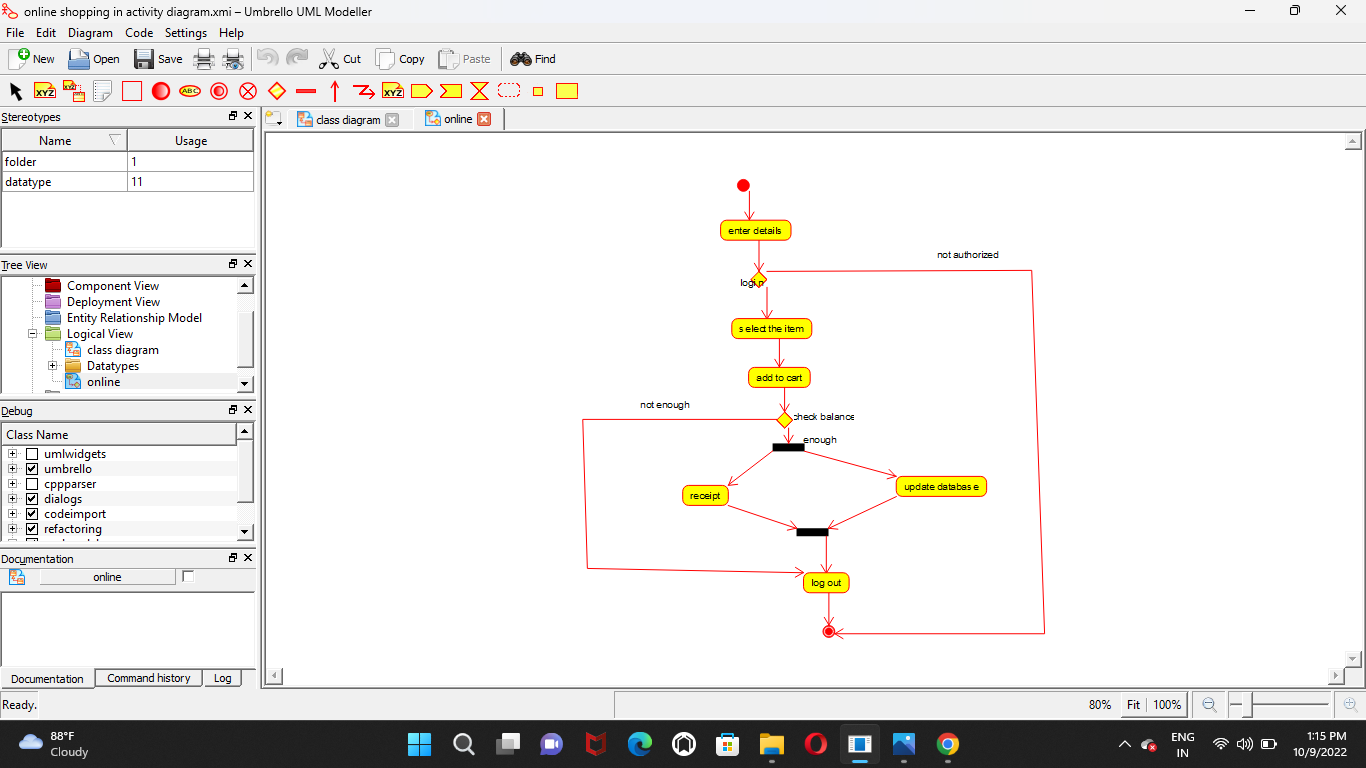 online shopping in activity diagram.xmi – Umbrello UML Modeller
File Edit Diagram Code Settings Help
New Open Save Cut Copy Paste Find
XYZ XYZ ABC XYZ
Stereotypes
class diagram online
Name Usage
folder 1
datatype 11
Tree View
Component View
Deployment View
Entity Relationship Model
Logical View
class diagram
Datatypes
online
Debug
Class Name
umlwidgets
umbrello
cppparser
dialogs
codeimport
refactoring
Documentation
online
Documentation Command history Log
enter details
not authorized
login
select the item
add to cart
not enough
check balance
enough
receipt
update database
log out
Ready.
80% Fit 100%
88°F
Cloudy
ENG
IN
1:15 PM
10/9/2022